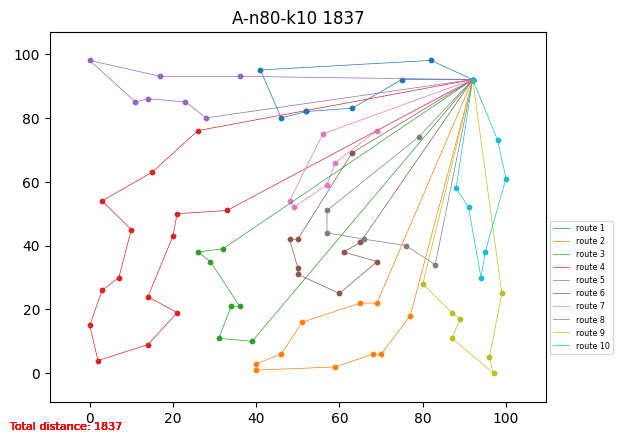 A-n80-k10 1837
100
80
60
40
20
0
0 20 40 60 80 100
route 1
route 2
route 3
route 4
route 5
route 6
route 7
route 8
route 9
route 10
Total distance: 1837